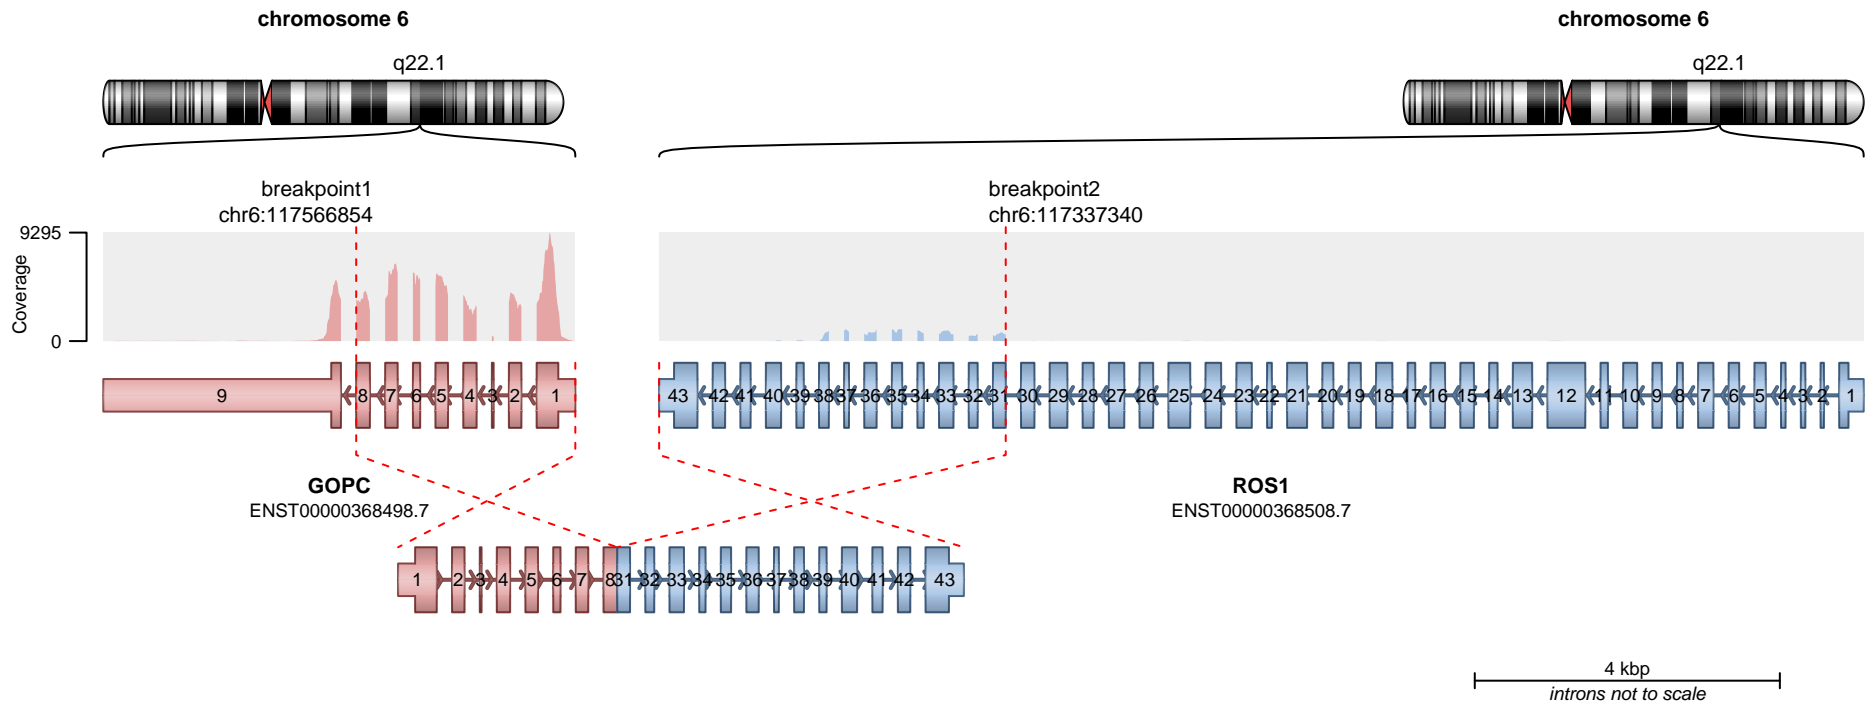 chromosome 6
chromosome 6
q22.1
q22.1
breakpoint1
chr6:117566854
breakpoint2
chr6:117337340
Coverage
9295
0
9 8 7 6 5 4 3 2 1
43 42 41 40 39 38 37 36 35 34 33 32 31 30 29 28 27 26 25 24 23 22 21 20 19 18 17 16 15 14 13 12 11 10 9 8 7 6 5 4 3 2 1
GOPC
ENST00000368498.7
ROS1
ENST00000368508.7
1 2 3 4 5 6 7 8 31 32 33 34 35 36 37 38 39 40 41 42 43
4 kbp
introns not to scale